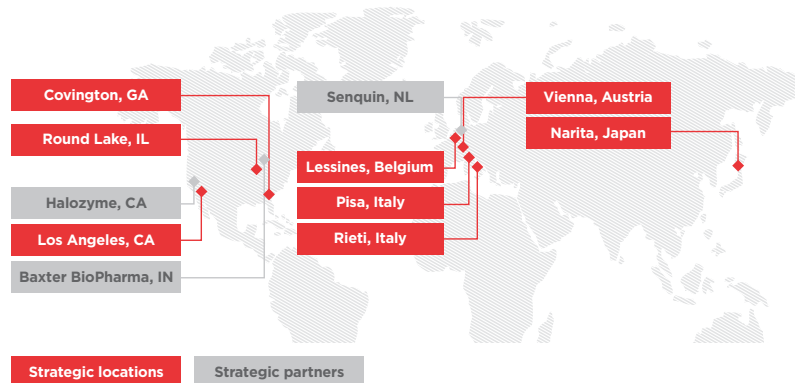 Covington, GA
Round Lake, IL
Halozyme, CA
Los Angeles, CA
Baxter BioPharma, IN
Senquin, NL
Lessines, Belgium
Pisa, Italy
Rieti, Italy
Vienna, Austria
Narita, Japan
Strategic locations
Strategic partners